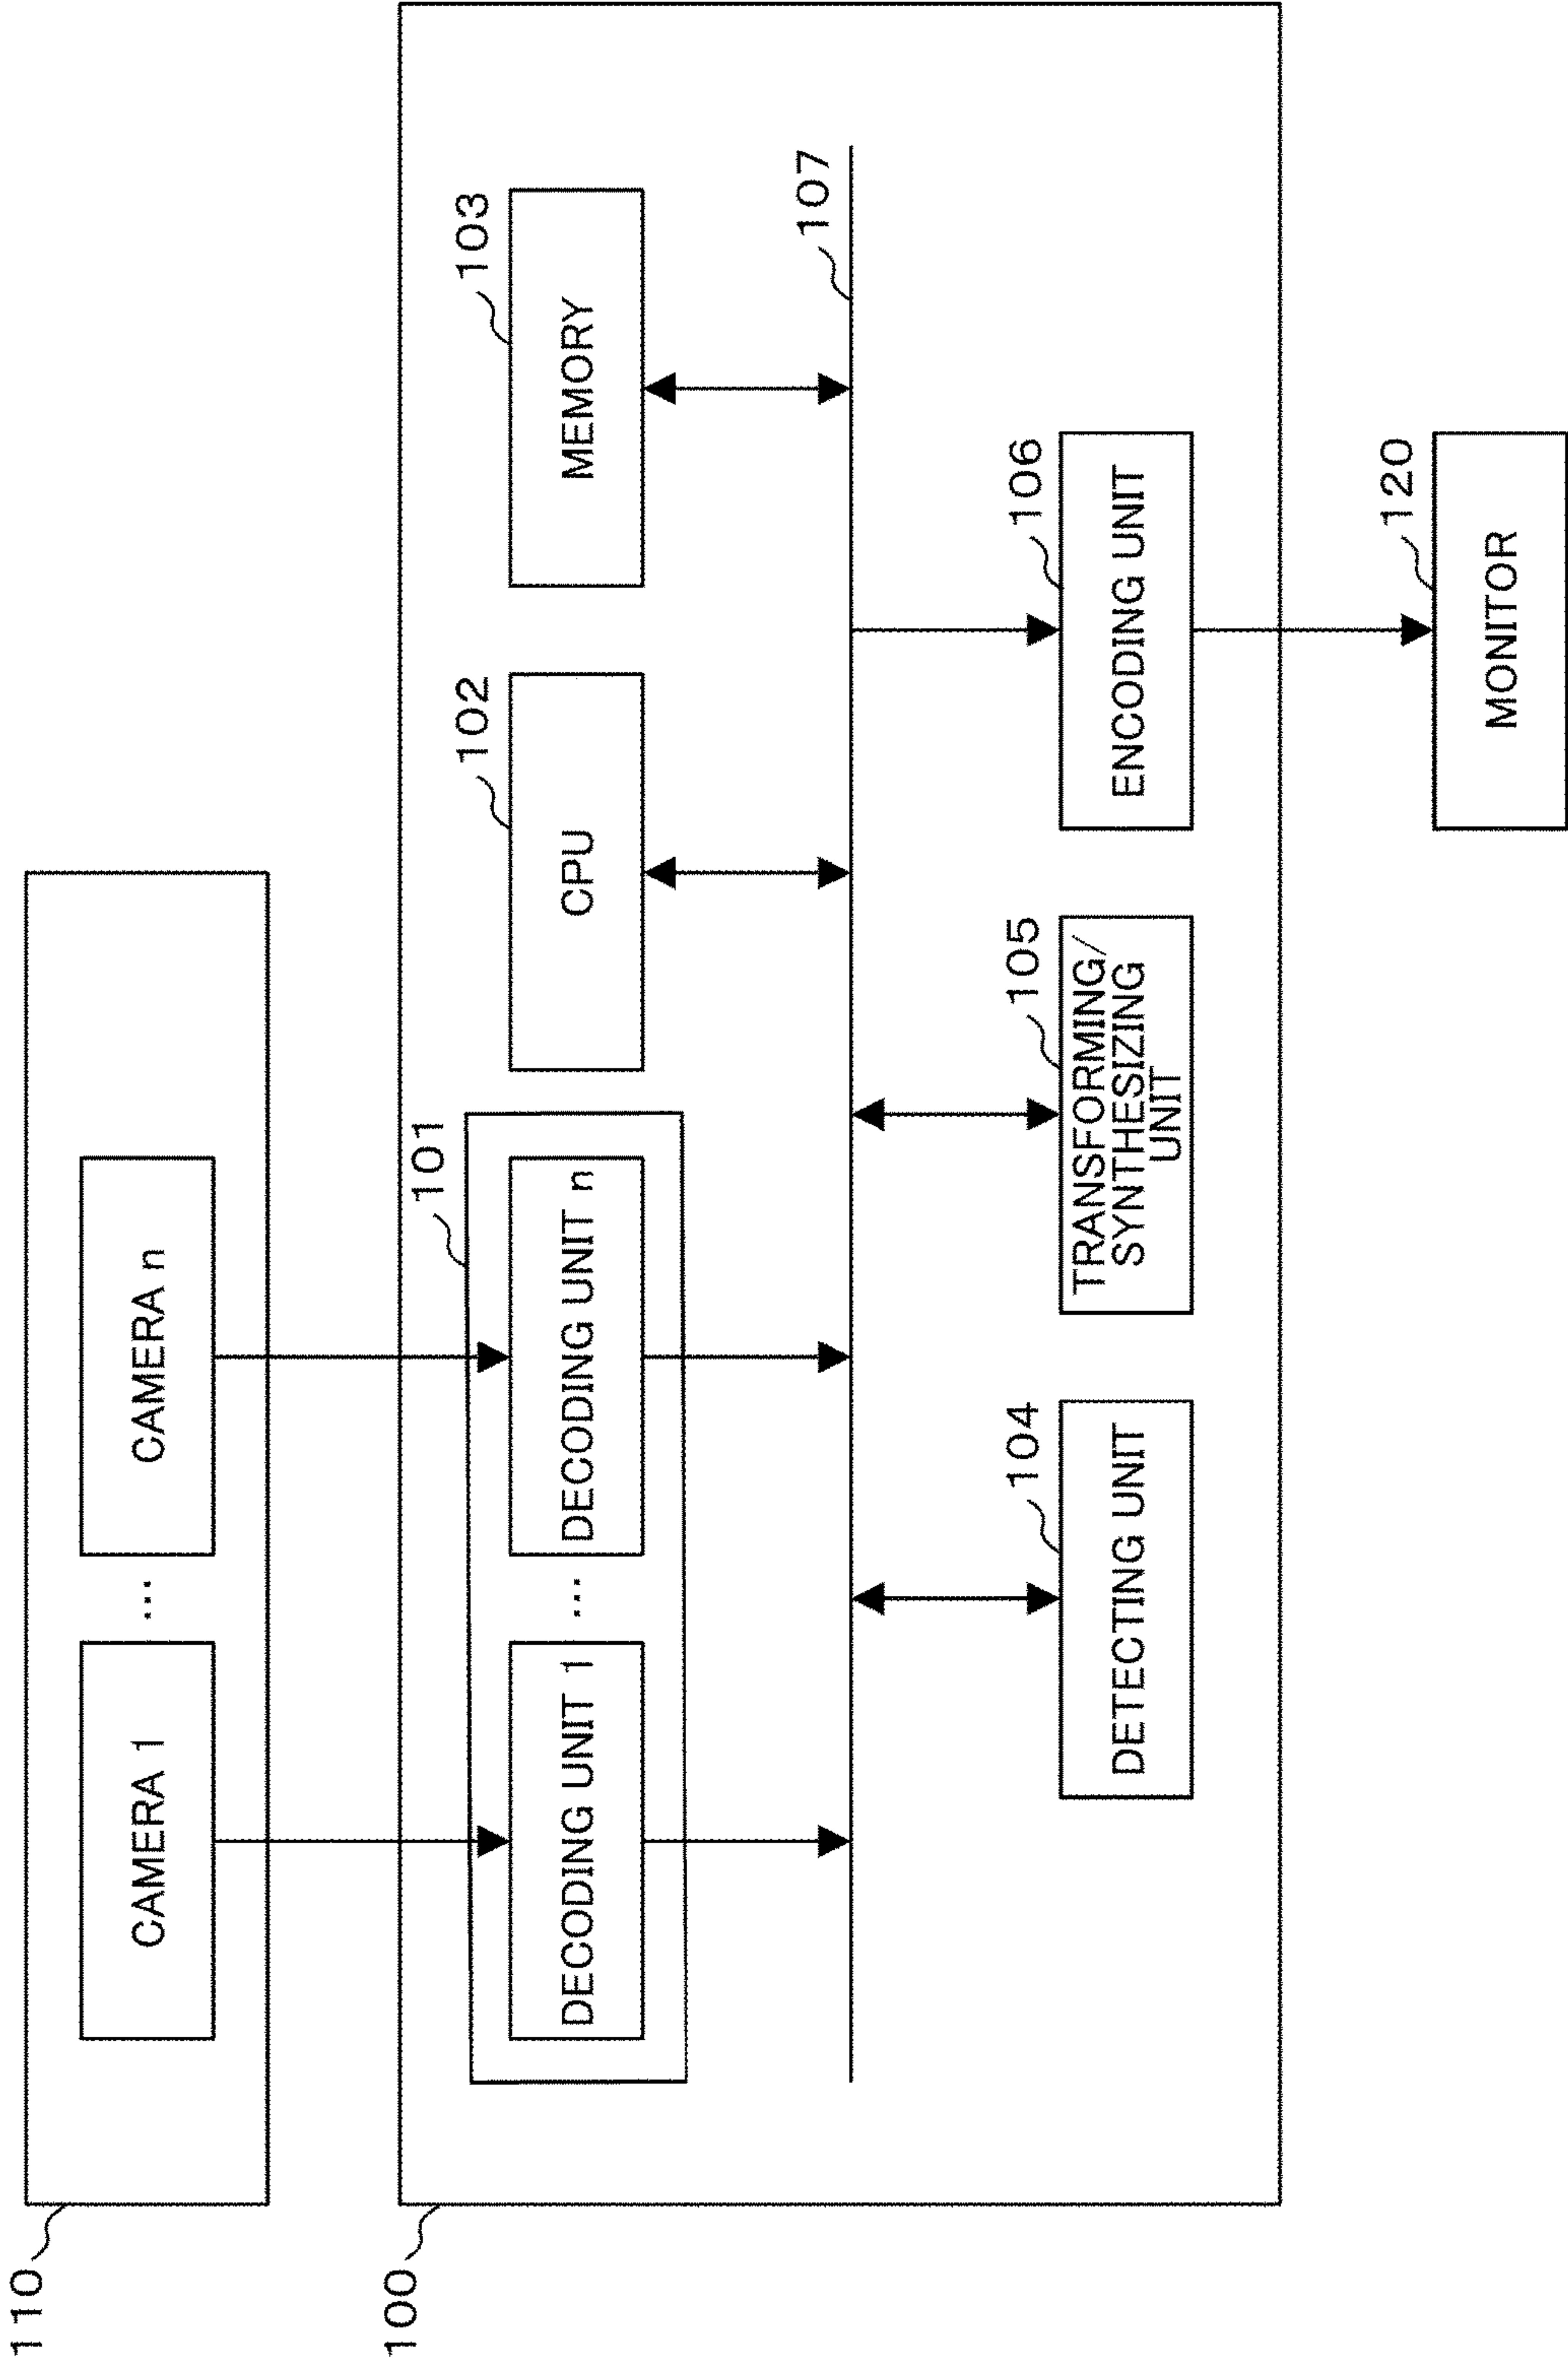 110
CAMERA 1
...
CAMERA n
100
101
DECODING UNIT 1
...
DECODING UNIT n
102
CPU
103
MEMORY
107
104
DETECTING UNIT
105
TRANSFORMING/
SYNTHESIZING
UNIT
106
ENCODING UNIT
120
MONITOR